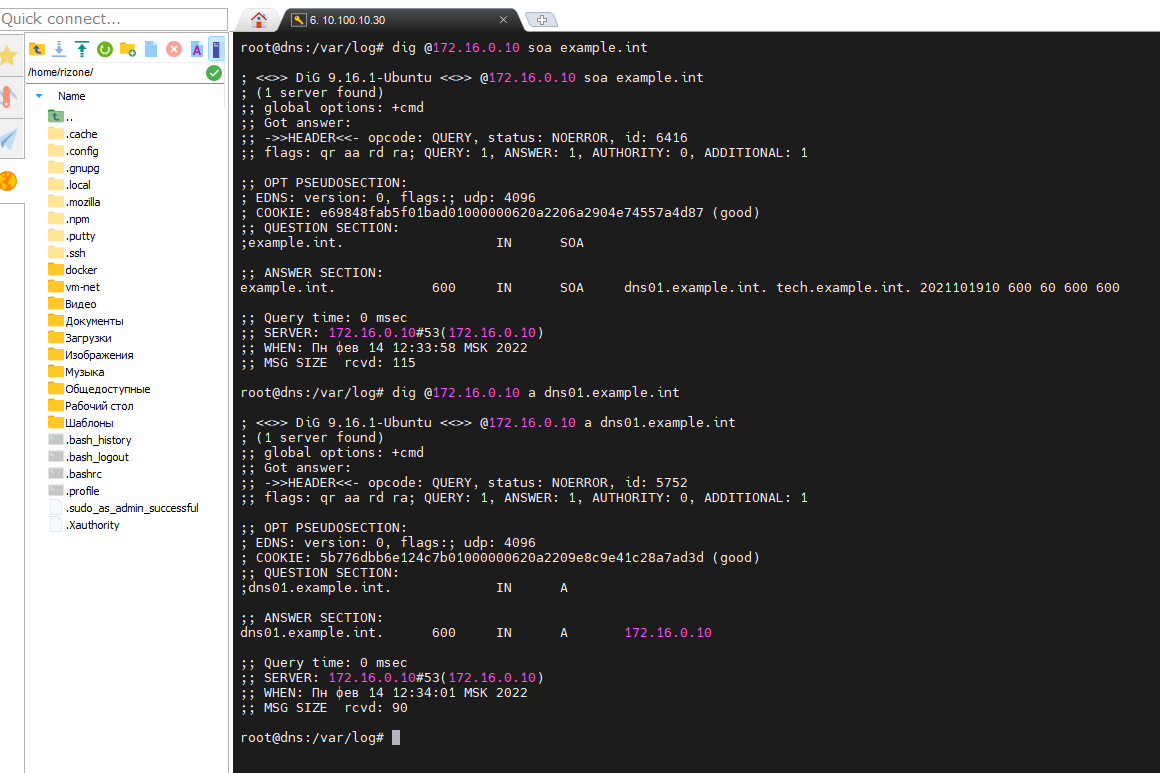 Quick connect...
6. 10.100.10.30
/home/rizone/
Name
..
.cache
.config
.gnupg
.local
.mozilla
.npm
.putty
.ssh
docker
vm-net
Видео
Документы
Загрузки
Изображения
Музыка
Общедоступные
Рабочий стол
Шаблоны
.bash_history
.bash_logout
.bashrc
.profile
.sudo_as_admin_successful
.Xauthority
root@dns:/var/log# dig @172.16.0.10 soa example.int
; <<>> DiG 9.16.1-Ubuntu <<>> @172.16.0.10 soa example.int
; (1 server found)
;; global options: +cmd
;; Got answer:
;; ->>HEADER<<- opcode: QUERY, status: NOERROR, id: 6416
;; flags: qr aa rd ra; QUERY: 1, ANSWER: 1, AUTHORITY: 0, ADDITIONAL: 1
;; OPT PSEUDOSECTION:
; EDNS: version: 0, flags:; udp: 4096
; COOKIE: e69848fab5f01bad01000000620a2206a2904e74557a4d87 (good)
;; QUESTION SECTION:
;example.int. IN SOA
;; ANSWER SECTION:
example.int. 600 IN SOA dns01.example.int. tech.example.int. 2021101910 600 60 600 600
;; Query time: 0 msec
;; SERVER: 172.16.0.10#53(172.16.0.10)
;; WHEN: Пн фев 14 12:33:58 MSK 2022
;; MSG SIZE rcvd: 115
root@dns:/var/log# dig @172.16.0.10 a dns01.example.int
; <<>> DiG 9.16.1-Ubuntu <<>> @172.16.0.10 a dns01.example.int
; (1 server found)
;; global options: +cmd
;; Got answer:
;; ->>HEADER<<- opcode: QUERY, status: NOERROR, id: 5752
;; flags: qr aa rd ra; QUERY: 1, ANSWER: 1, AUTHORITY: 0, ADDITIONAL: 1
;; OPT PSEUDOSECTION:
; EDNS: version: 0, flags:; udp: 4096
; COOKIE: 5b776dbb6e124c7b01000000620a2209e8c9e41c28a7ad3d (good)
;; QUESTION SECTION:
;dns01.example.int. IN A
;; ANSWER SECTION:
dns01.example.int. 600 IN A 172.16.0.10
;; Query time: 0 msec
;; SERVER: 172.16.0.10#53(172.16.0.10)
;; WHEN: Пн фев 14 12:34:01 MSK 2022
;; MSG SIZE rcvd: 90
root@dns:/var/log#